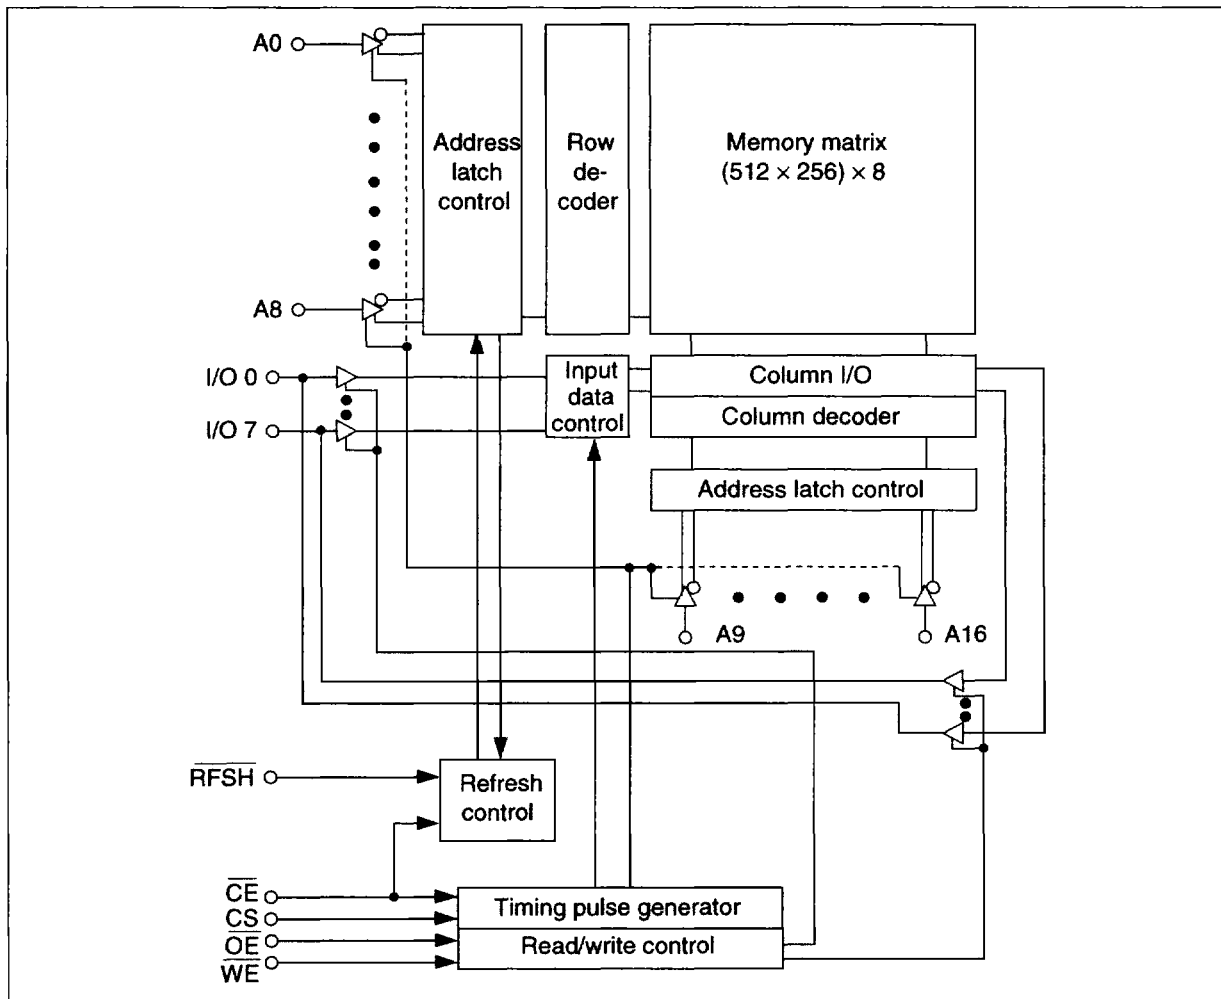 A0
Address
latch
control
Row
de-
coder
Memory matrix
(512 × 256) × 8
A8
I/O 0
Input
data
control
Column I/O
I/O 7
Column decoder
Address latch control
A9
A16
RFSH
Refresh
control
CE
CS
OE
WE
Timing pulse generator
Read/write control